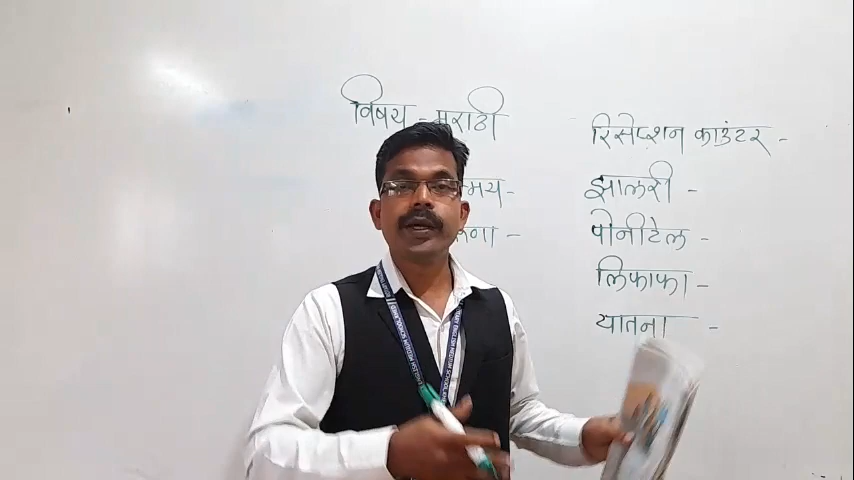 विषय - मराठी
रिसेप्शन काउंटर -
झालरी -
पोनीटेल -
लिफाफा -
यातना -